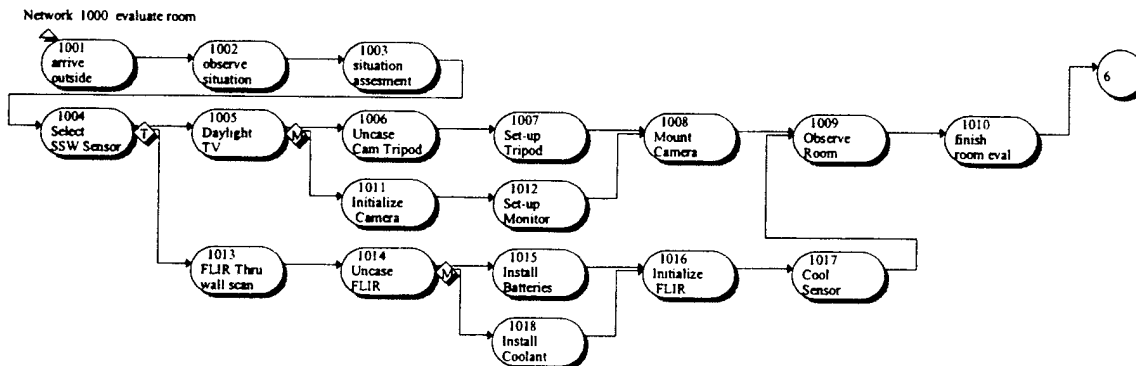 Network 1000 evaluate room
1001
arrive
outside
1002
observe
situation
1003
situation
assesment
6
1004
Select
SSW Sensor
T
1005
Daylight
TV
M
1006
Uncase
Cam Tripod
1007
Set-up
Tripod
1008
Mount
Camera
1009
Observe
Room
1010
finish
room eval
1011
Initialize
Camera
1012
Set-up
Monitor
1013
FLIR Thru
wall scan
1014
Uncase
FLIR
M
1015
Install
Batteries
1016
Initialize
FLIR
1017
Cool
Sensor
1018
Install
Coolant